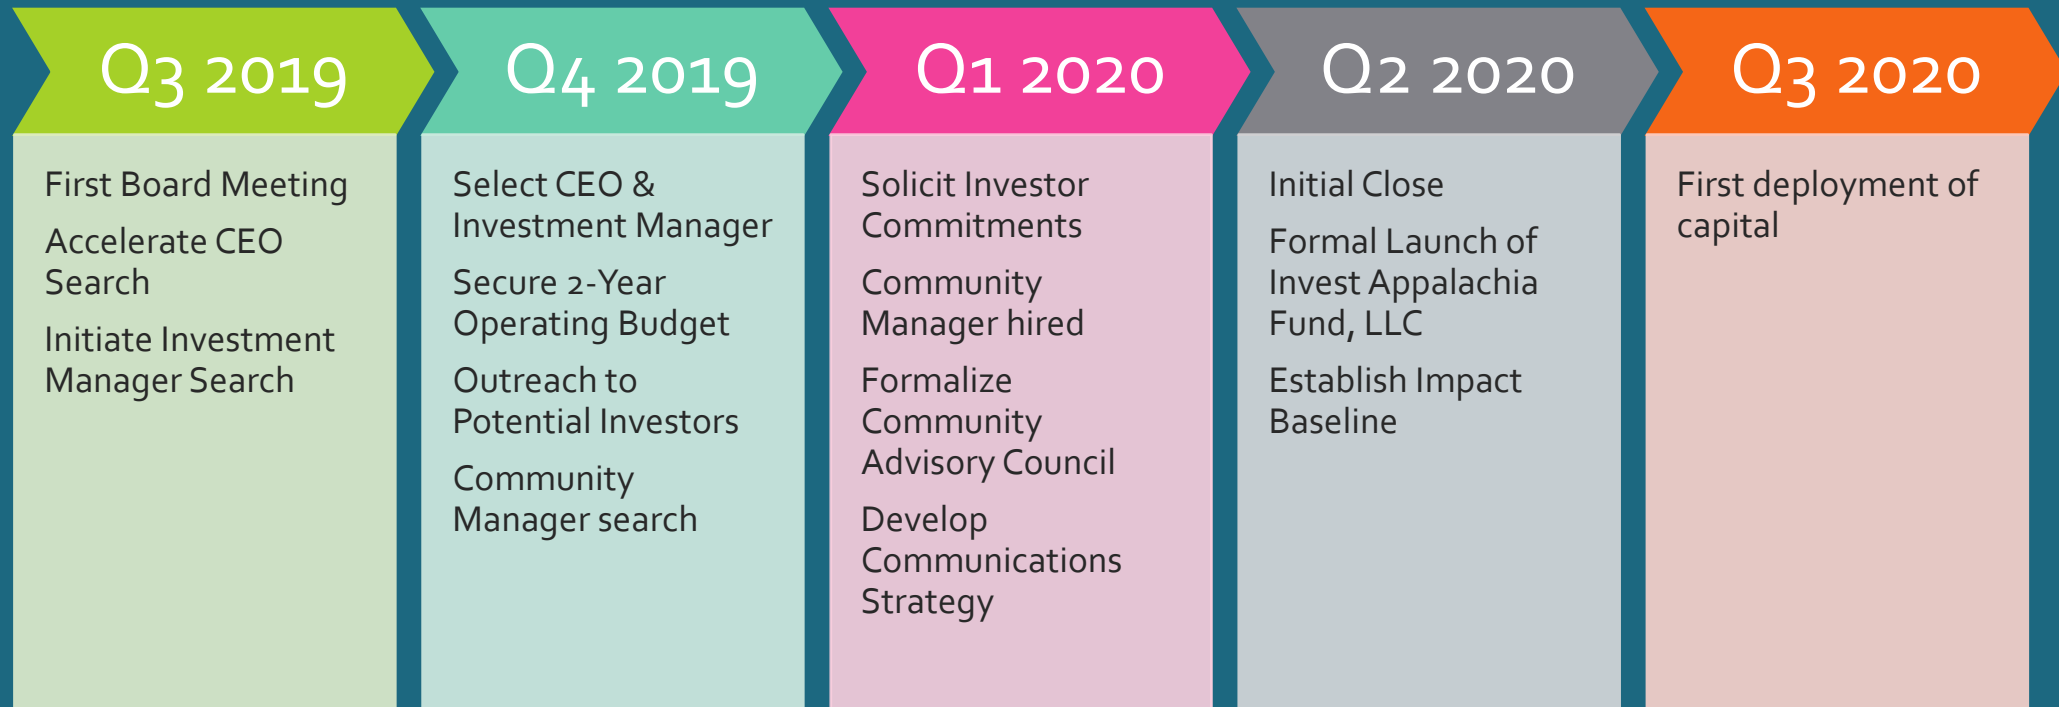 Q3 2019
First Board Meeting
Accelerate CEO
Search
Initiate Investment
Manager Search
Q4 2019
Select CEO &
Investment Manager
Secure 2-Year
Operating Budget
Outreach to
Potential Investors
Community
Manager search
Q1 2020
Solicit Investor
Commitments
Community
Manager hired
Formalize
Community
Advisory Council
Develop
Communications
Strategy
Q2 2020
Initial Close
Formal Launch of
Invest Appalachia
Fund, LLC
Establish Impact
Baseline
Q3 2020
First deployment of
capital